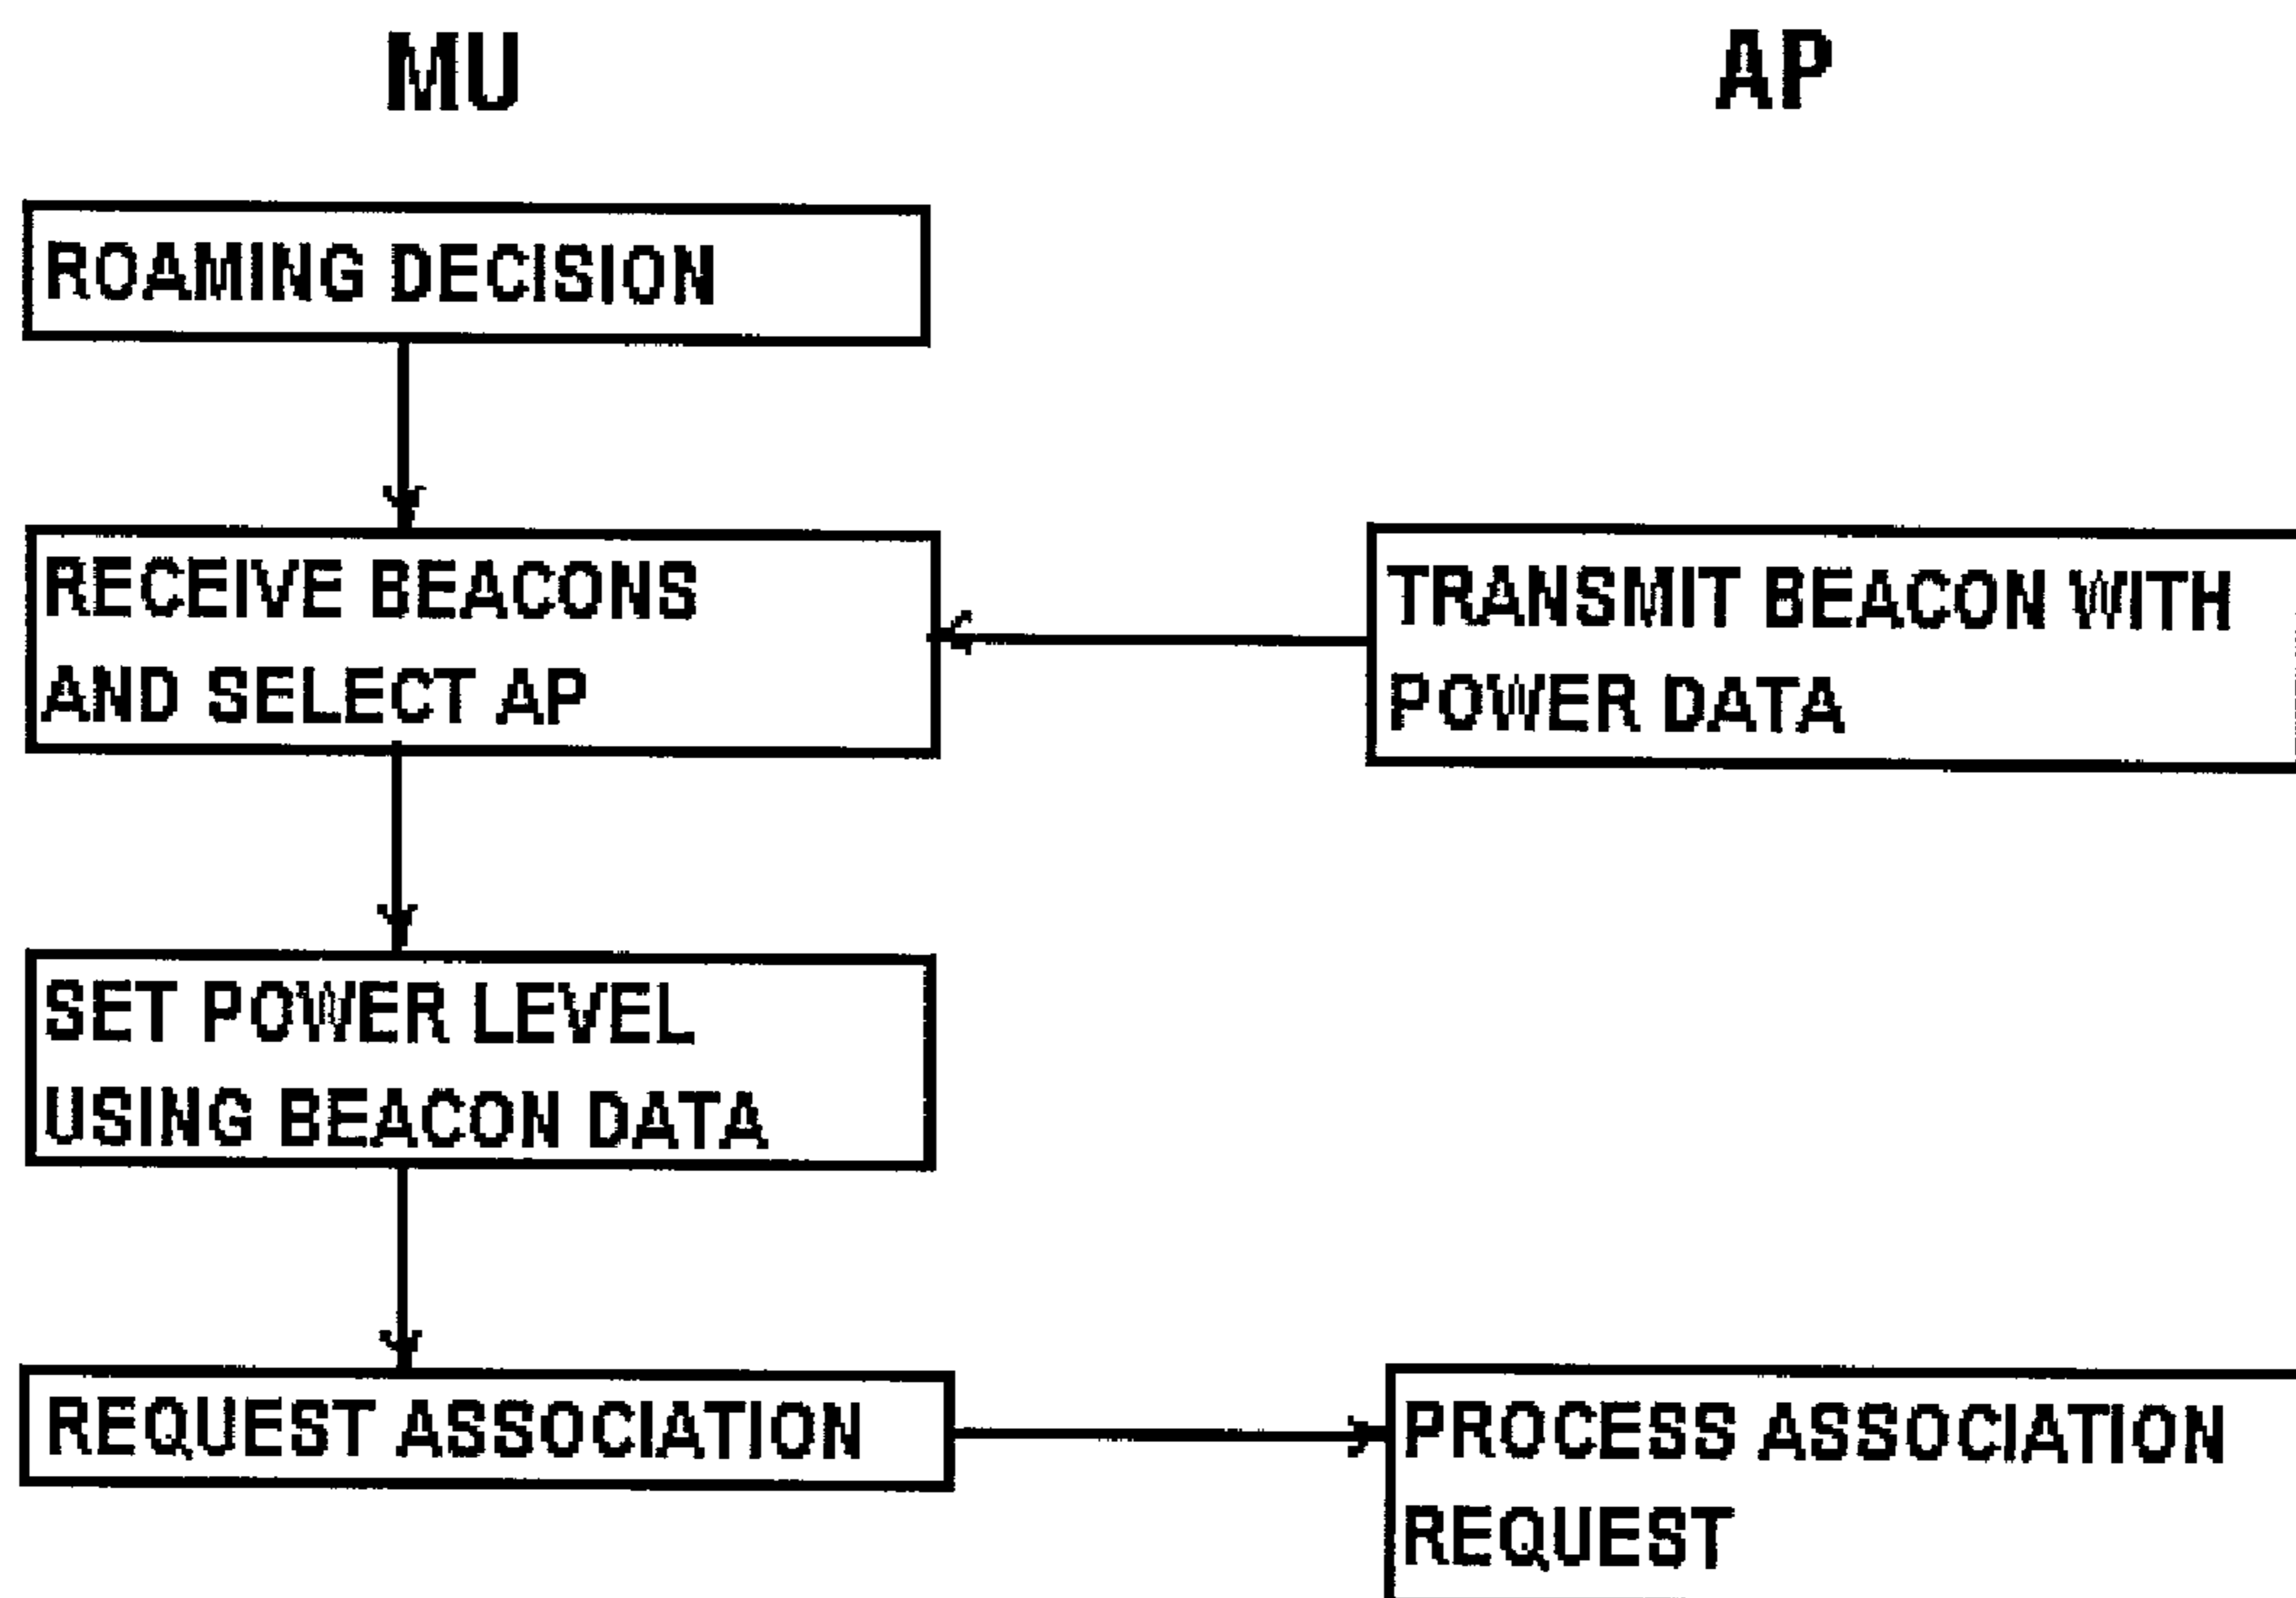 MU
AP
ROAMING DECISION
RECEIVE BEACONS
AND SELECT AP
TRANSMIT BEACON WITH
POWER DATA
SET POWER LEVEL
USING BEACON DATA
REQUEST ASSOCIATION
PROCESS ASSOCIATION
REQUEST